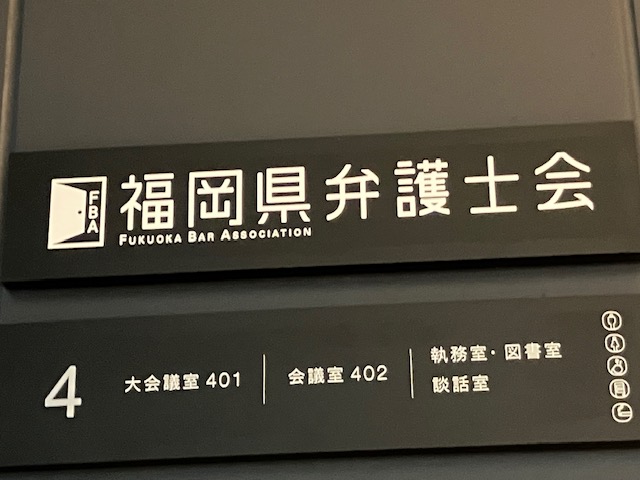 FBA
福岡県弁護士会
FUKUOKA BAR ASSOCIATION
4
大会議室 401
会議室 402
執務室・図書室
談話室